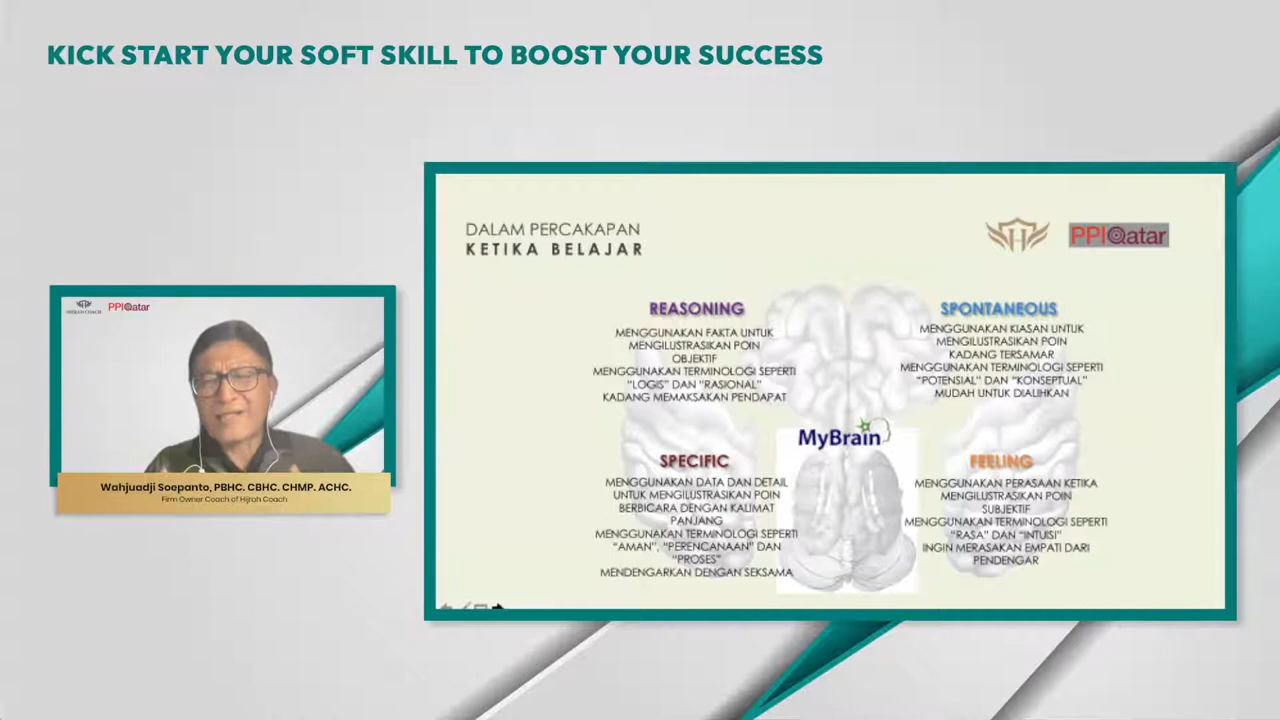 KICK START YOUR SOFT SKILL TO BOOST YOUR SUCCESS
HIJRAH COACH
PPIQatar
Wahjuadji Soepanto, PBHC. CBHC. CHMP. ACHC.
Firm Owner Coach of Hijrah Coach
DALAM PERCAKAPAN
KETIKA BELAJAR
H
PPIQatar
REASONING
MENGGUNAKAN FAKTA UNTUK
MENGILUSTRASIKAN POIN
OBJEKTIF
MENGGUNAKAN TERMINOLOGI SEPERTI
"LOGIS" DAN "RASIONAL"
KADANG MEMAKSAKAN PENDAPAT
SPONTANEOUS
MENGGUNAKAN KIASAN UNTUK
MENGILUSTRASIKAN POIN
KADANG TERSAMAR
MENGGUNAKAN TERMINOLOGI SEPERTI
"POTENSIAL" DAN "KONSEPTUAL"
MUDAH UNTUK DIALIHKAN
MyBrain
SPECIFIC
MENGGUNAKAN DATA DAN DETAIL
UNTUK MENGILUSTRASIKAN POIN
BERBICARA DENGAN KALIMAT
PANJANG
MENGGUNAKAN TERMINOLOGI SEPERTI
"AMAN", "PERENCANAAN" DAN
"PROSES"
MENDENGARKAN DENGAN SEKSAMA
FEELING
MENGGUNAKAN PERASAAN KETIKA
MENGILUSTRASIKAN POIN
SUBJEKTIF
MENGGUNAKAN TERMINOLOGI SEPERTI
"RASA" DAN "INTUISI"
INGIN MERASAKAN EMPATI DARI
PENDENGAR